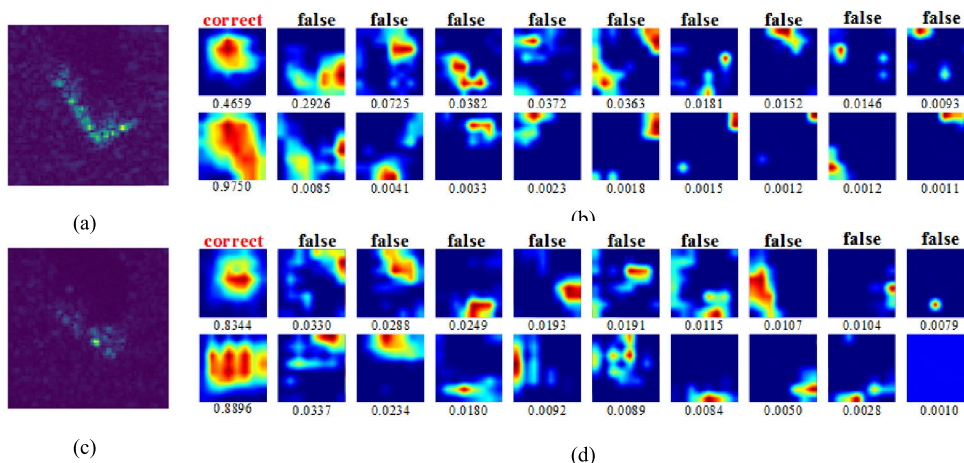 correct false false false false false false false false false
0.4659 0.2926 0.0725 0.0382 0.0372 0.0363 0.0181 0.0152 0.0146 0.0093
0.9750 0.0085 0.0041 0.0033 0.0023 0.0018 0.0015 0.0012 0.0012 0.0011
(a) (b)
correct false false false false false false false false false
0.8344 0.0330 0.0288 0.0249 0.0193 0.0191 0.0115 0.0107 0.0104 0.0079
0.8896 0.0337 0.0234 0.0180 0.0092 0.0089 0.0084 0.0050 0.0028 0.0010
(c) (d)